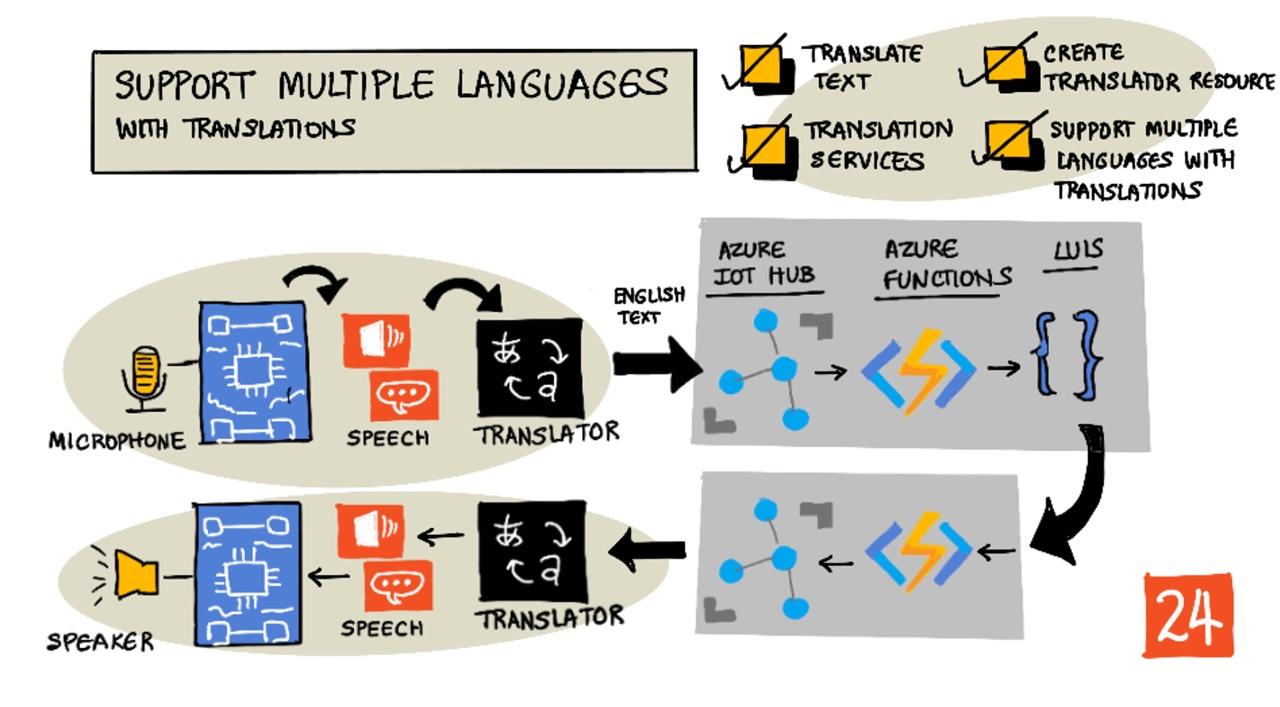 SUPPORT MULTIPLE LANGUAGES
WITH TRANSLATIONS
TRANSLATE
TEXT
CREATE
TRANSLATOR RESOURCE
TRANSLATION
SERVICES
SUPPORT MULTIPLE
LANGUAGES WITH
TRANSLATIONS
AZURE
IOT HUB
AZURE
FUNCTIONS
LUIS
ENGLISH
TEXT
あ
a
MICROPHONE
SPEECH
TRANSLATOR
あ
a
SPEAKER
SPEECH
TRANSLATOR
24